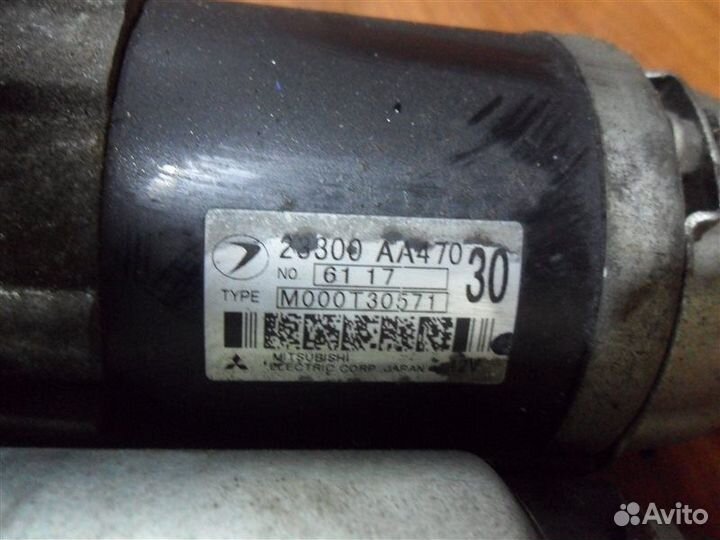 23300 AA470 30
NO 61 17
TYPE M000T30571
MITSUBISHI
ELECTRIC CORP. JAPAN 12V
Avito